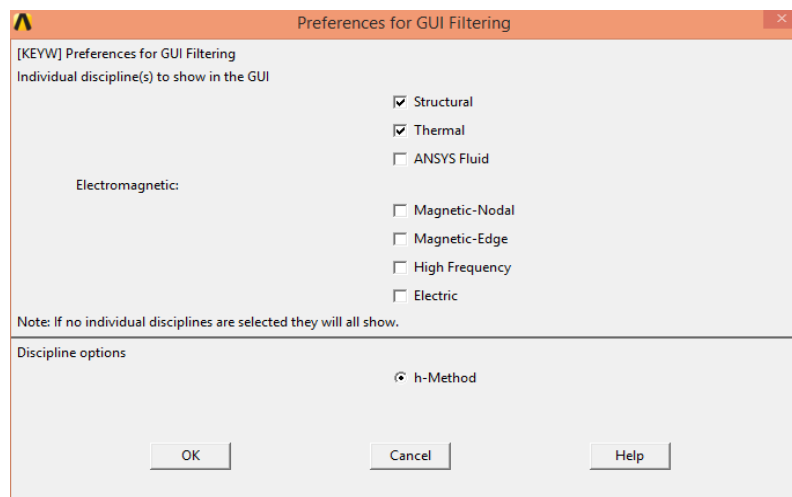 Preferences for GUI Filtering
[KEYW] Preferences for GUI Filtering
Individual discipline(s) to show in the GUI
Structural
Thermal
ANSYS Fluid
Electromagnetic:
Magnetic-Nodal
Magnetic-Edge
High Frequency
Electric
Note: If no individual disciplines are selected they will all show.
Discipline options
h-Method
OK Cancel Help